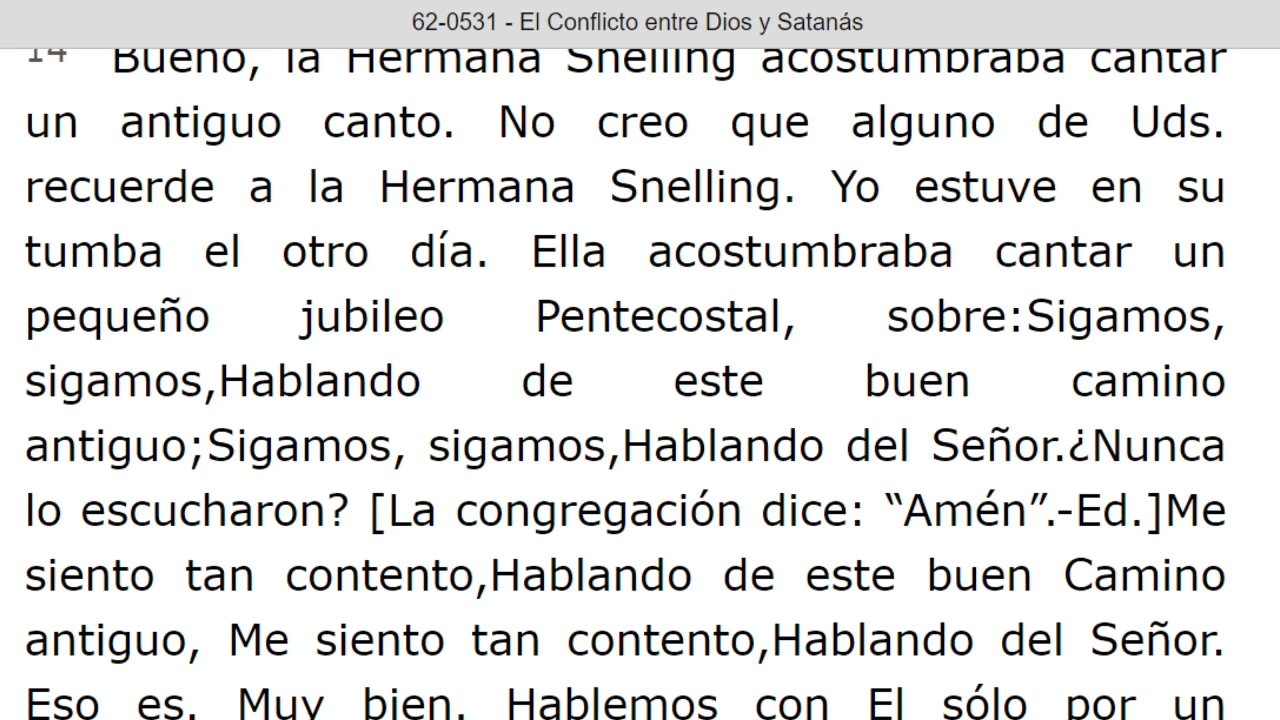 62-0531 - El Conflicto entre Dios y Satanás
14 Bueno, la Hermana Snelling acostumbraba cantar
un antiguo canto. No creo que alguno de Uds.
recuerde a la Hermana Snelling. Yo estuve en su
tumba el otro día. Ella acostumbraba cantar un
pequeño jubileo Pentecostal, sobre:Sigamos,
sigamos,Hablando de este buen camino
antiguo;Sigamos, sigamos,Hablando del Señor.¿Nunca
lo escucharon? [La congregación dice: “Amén”.-Ed.]Me
siento tan contento,Hablando de este buen Camino
antiguo, Me siento tan contento,Hablando del Señor.
Eso es. Muy bien. Hablemos con El sólo por un